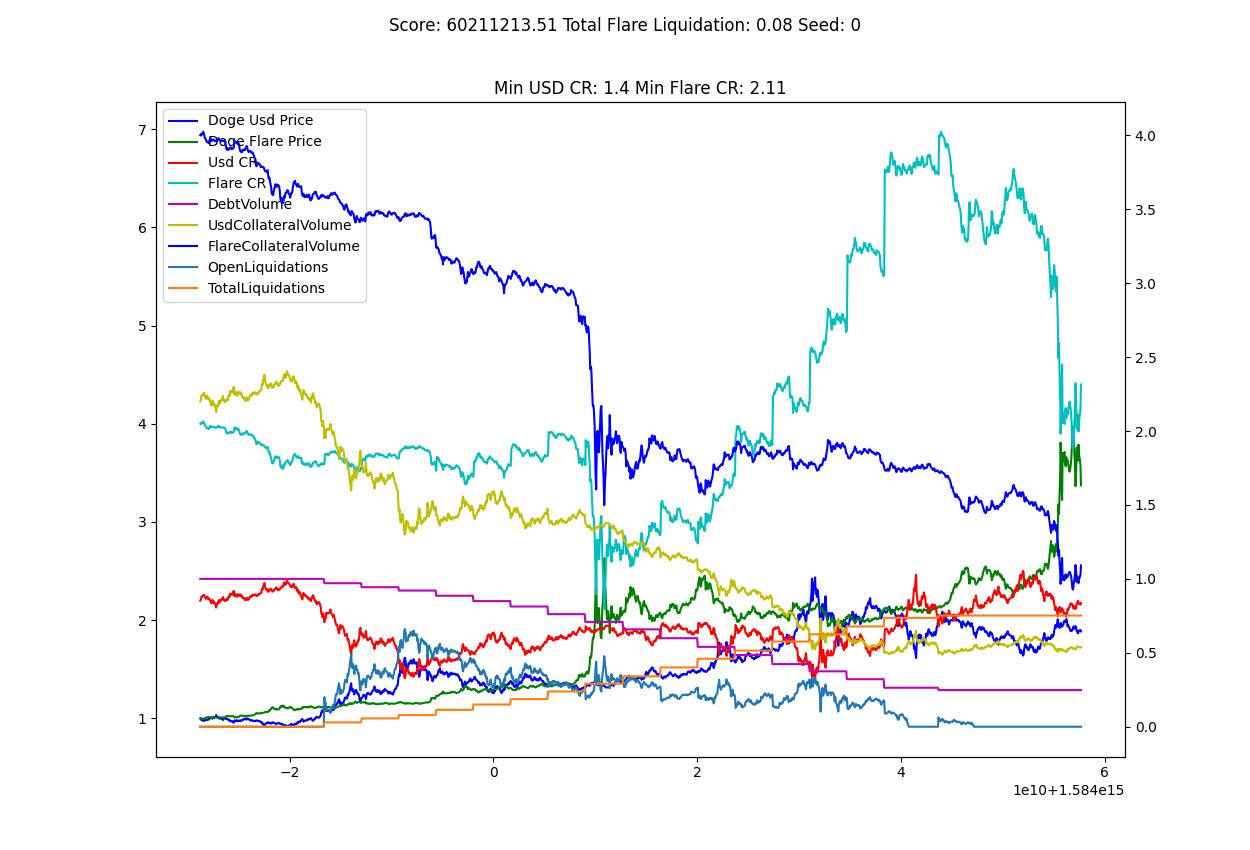 Score: 60211213.51 Total Flare Liquidation: 0.08 Seed: 0
Min USD CR: 1.4 Min Flare CR: 2.11
Doge Usd Price
Doge Flare Price
Usd CR
Flare CR
DebtVolume
UsdCollateralVolume
FlareCollateralVolume
OpenLiquidations
TotalLiquidations
7
6
5
4
3
2
1
4.0
3.5
3.0
2.5
2.0
1.5
1.0
0.5
0.0
−2
0
2
4
6
1e10+1.584e15